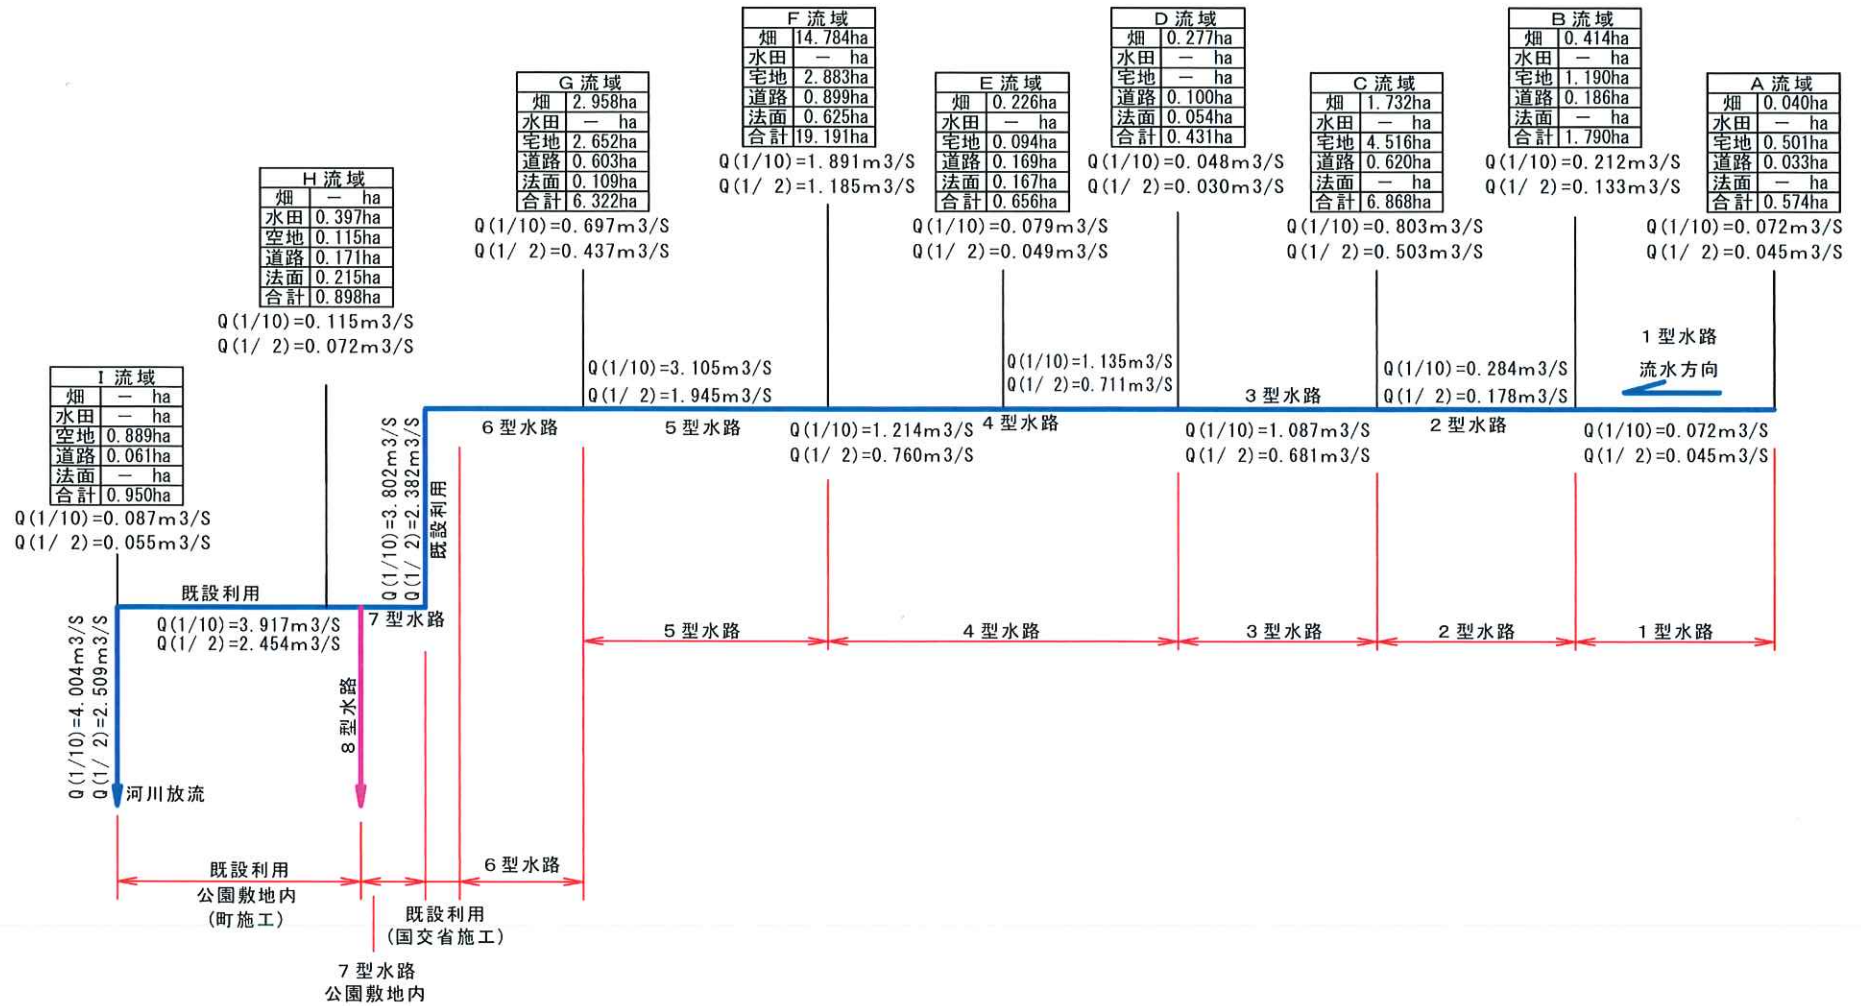 F 流域
畑 14.784ha
水田 － ha
宅地 2.883ha
道路 0.899ha
法面 0.625ha
合計 19.191ha
Q(1/10)=1.891m3/S
Q(1/ 2)=1.185m3/S
D 流域
畑 0.277ha
水田 － ha
宅地 － ha
道路 0.100ha
法面 0.054ha
合計 0.431ha
Q(1/10)=0.048m3/S
Q(1/ 2)=0.030m3/S
B 流域
畑 0.414ha
水田 － ha
宅地 1.190ha
道路 0.186ha
法面 － ha
合計 1.790ha
Q(1/10)=0.212m3/S
Q(1/ 2)=0.133m3/S
G 流域
畑 2.958ha
水田 － ha
宅地 2.652ha
道路 0.603ha
法面 0.109ha
合計 6.322ha
Q(1/10)=0.697m3/S
Q(1/ 2)=0.437m3/S
E 流域
畑 0.226ha
水田 － ha
宅地 0.094ha
道路 0.169ha
法面 0.167ha
合計 0.656ha
Q(1/10)=0.079m3/S
Q(1/ 2)=0.049m3/S
C 流域
畑 1.732ha
水田 － ha
宅地 4.516ha
道路 0.620ha
法面 － ha
合計 6.868ha
Q(1/10)=0.803m3/S
Q(1/ 2)=0.503m3/S
A 流域
畑 0.040ha
水田 － ha
宅地 0.501ha
道路 0.033ha
法面 － ha
合計 0.574ha
Q(1/10)=0.072m3/S
Q(1/ 2)=0.045m3/S
H 流域
畑 － ha
水田 0.397ha
空地 0.115ha
道路 0.171ha
法面 0.215ha
合計 0.898ha
Q(1/10)=0.115m3/S
Q(1/ 2)=0.072m3/S
I 流域
畑 － ha
水田 － ha
空地 0.889ha
道路 0.061ha
法面 － ha
合計 0.950ha
Q(1/10)=0.087m3/S
Q(1/ 2)=0.055m3/S
1型水路
流水方向
Q(1/10)=3.105m3/S
Q(1/ 2)=1.945m3/S
Q(1/10)=1.135m3/S
Q(1/ 2)=0.711m3/S
3型水路
Q(1/10)=0.284m3/S
Q(1/ 2)=0.178m3/S
6型水路
5型水路
4型水路
2型水路
Q(1/10)=1.214m3/S
Q(1/ 2)=0.760m3/S
Q(1/10)=1.087m3/S
Q(1/ 2)=0.681m3/S
Q(1/10)=0.072m3/S
Q(1/ 2)=0.045m3/S
Q(1/10)=3.802m3/S
Q(1/ 2)=2.382m3/S
既設利用
既設利用
7型水路
Q(1/10)=3.917m3/S
Q(1/ 2)=2.454m3/S
Q(1/10)=4.004m3/S
Q(1/ 2)=2.509m3/S
8型水路
河川放流
5型水路
4型水路
3型水路
2型水路
1型水路
6型水路
既設利用
公園敷地内
(町施工)
既設利用
(国交省施工)
7型水路
公園敷地内